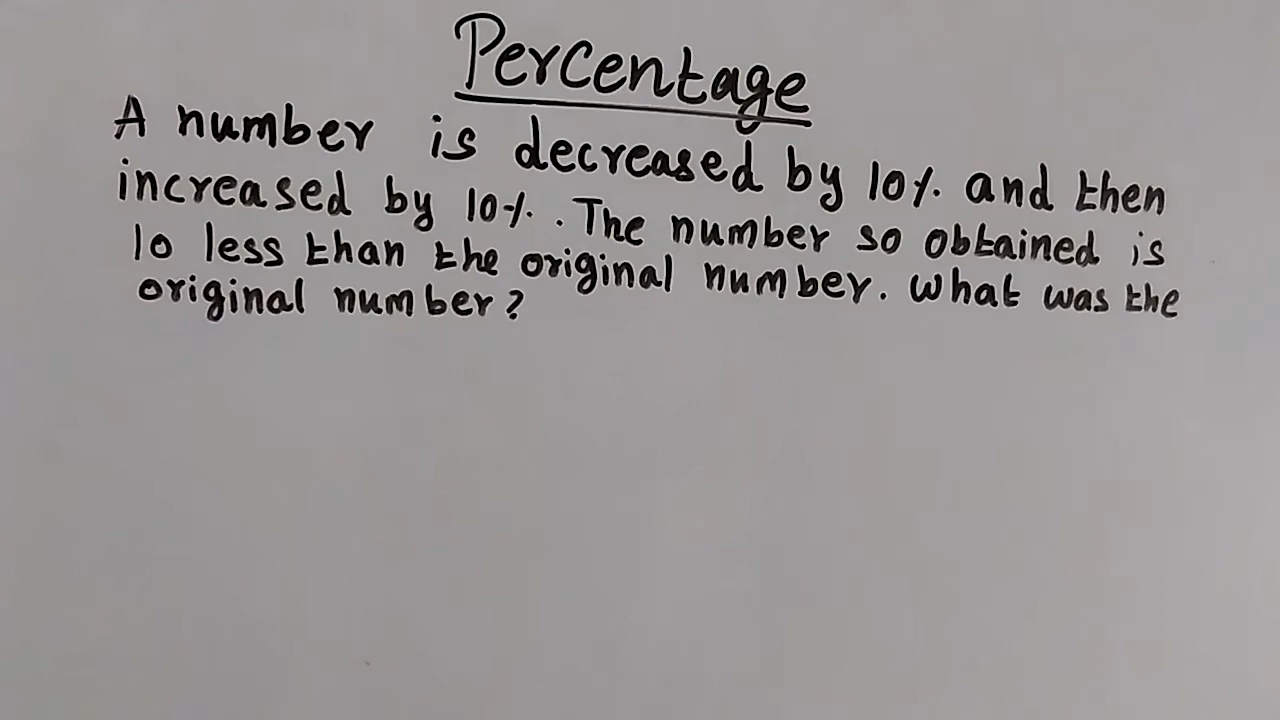 Percentage
A number is decreased by 10% and then
increased by 10%. The number so obtained is
10 less than the original number. What was the
original number?